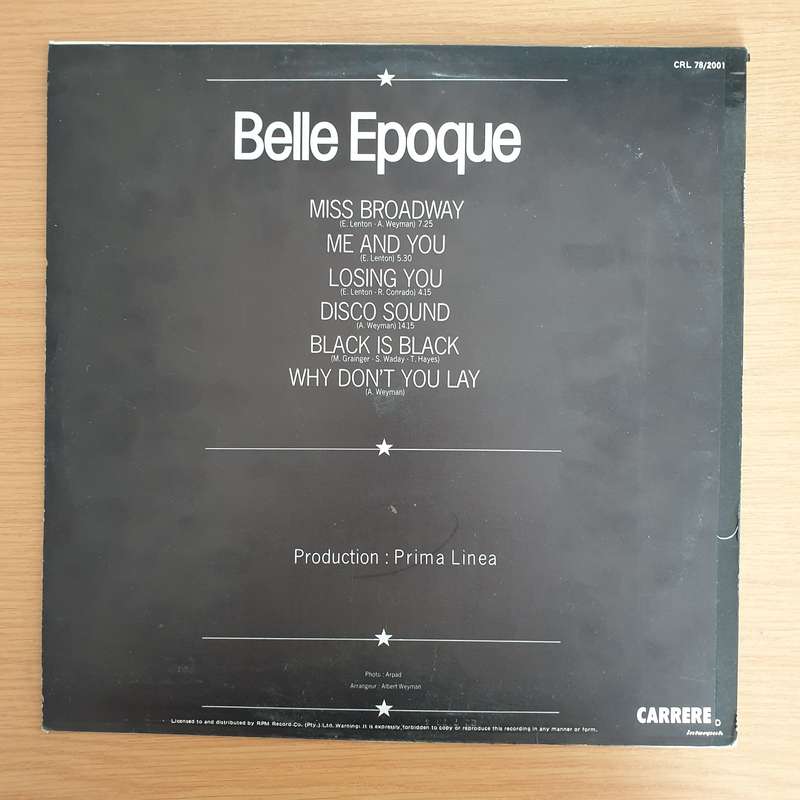 CRL 78/2001
Belle Epoque
MISS BROADWAY
(E. Lenton - A. Weyman) 7.25
ME AND YOU
(E. Lenton) 5.30
LOSING YOU
(E. Lenton - R. Conrado) 4.15
DISCO SOUND
(A. Weyman) 14.15
BLACK IS BLACK
(M. Grainger - S. Waday - T. Hayes)
WHY DON'T YOU LAY
(A. Weyman)
Production : Prima Linea
Photo : Arpad
Arrangeur : Albert Weyman
CARRERE D
Licensed to and distributed by RPM Record Co. (Pty.) Ltd. Warning: It is expressly forbidden to copy or reproduce this recording in any manner or form.
interpak